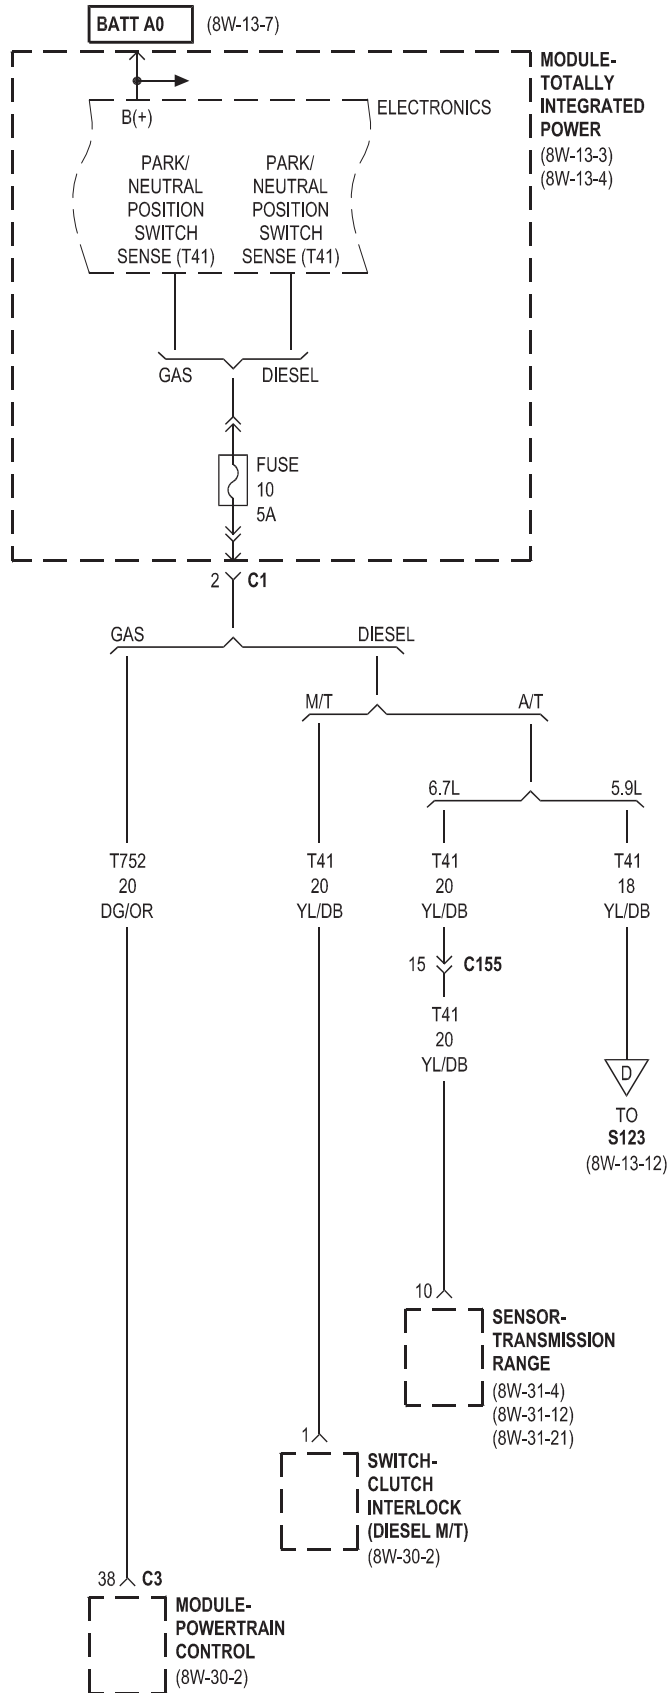 BATT A0 (8W-13-7)
MODULE-
TOTALLY
INTEGRATED
POWER
(8W-13-3)
(8W-13-4)
ELECTRONICS
B(+)
PARK/
NEUTRAL
POSITION
SWITCH
SENSE (T41)
PARK/
NEUTRAL
POSITION
SWITCH
SENSE (T41)
GAS DIESEL
FUSE
10
5A
2 C1
GAS DIESEL
M/T A/T
6.7L 5.9L
T752
20
DG/OR
T41
20
YL/DB
T41
20
YL/DB
T41
18
YL/DB
15 C155
T41
20
YL/DB
D
TO
S123
(8W-13-12)
10
SENSOR-
TRANSMISSION
RANGE
(8W-31-4)
(8W-31-12)
(8W-31-21)
1
SWITCH-
CLUTCH
INTERLOCK
(DIESEL M/T)
(8W-30-2)
38 C3
MODULE-
POWERTRAIN
CONTROL
(8W-30-2)